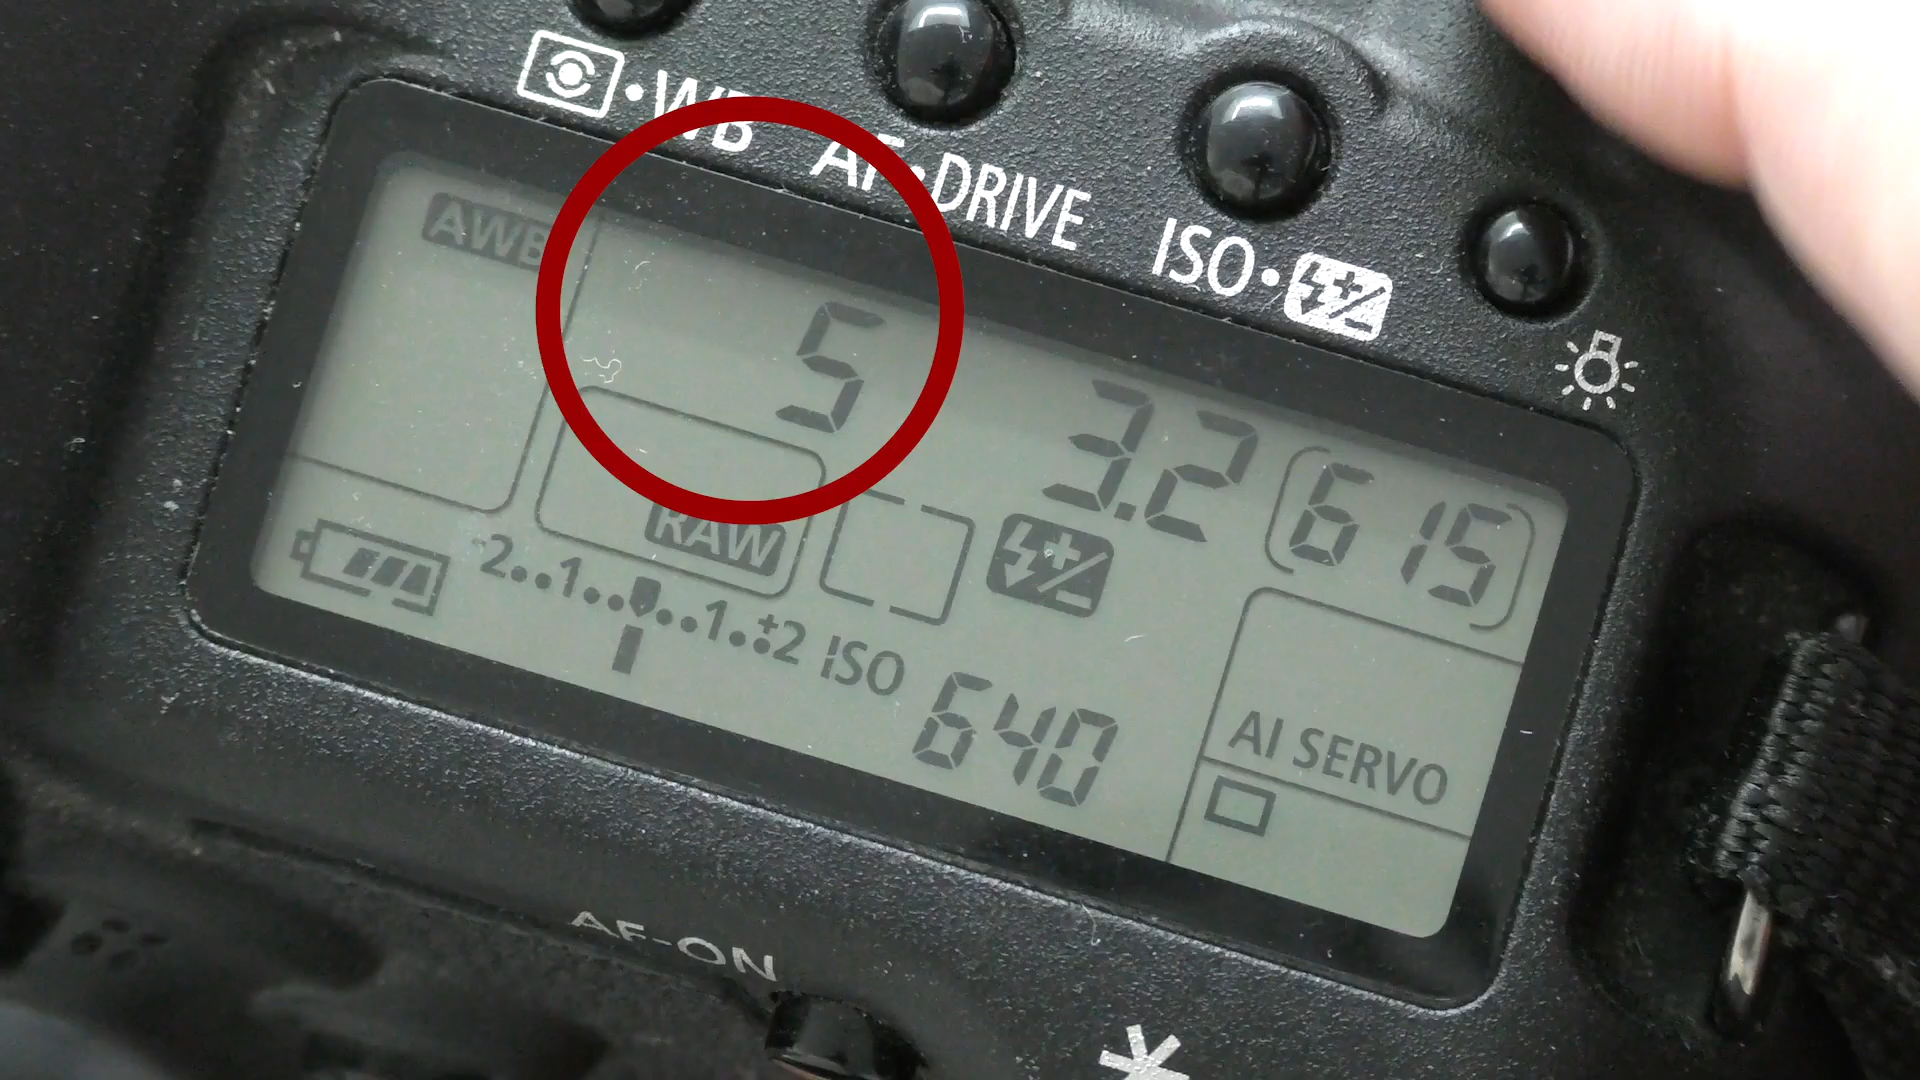 •WB
AF•DRIVE
ISO•
AWB
5
3.2
(615)
RAW
-2..1..▼..1.+2
ISO
640
AI SERVO
AF-ON